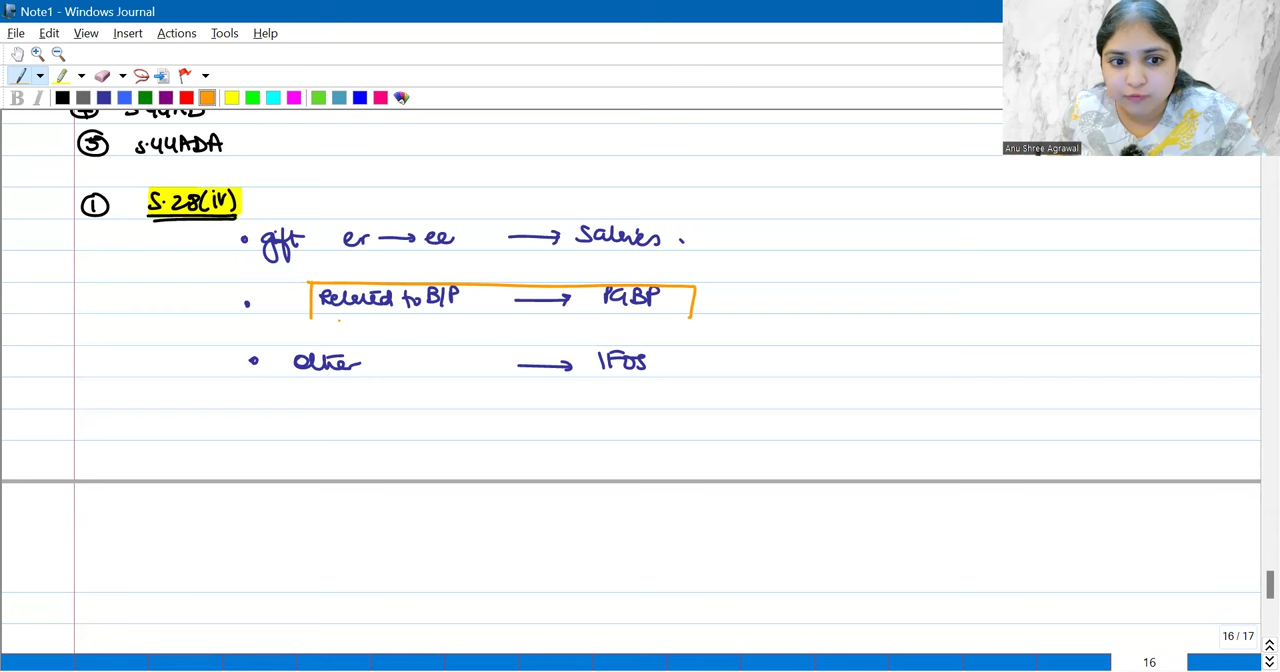 Note1 - Windows Journal
File Edit View Insert Actions Tools Help
B I
Anu Shree Agrawal
⑤ S.44ADA
① S.28(iv)
• gift er → ee → Salaries.
• Related to B/P → PGBP
• Other → IFOS
16 / 17
16